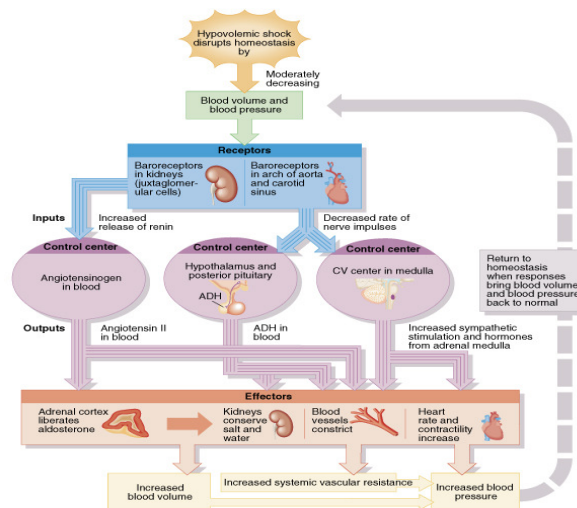 Hypovolemic shock
disrupts homeostasis
by
Moderately
decreasing
Blood volume and
blood pressure
Receptors
Baroreceptors
in kidneys
(juxtaglomer-
ular cells)
Baroreceptors
in arch of aorta
and carotid
sinus
Inputs
Increased
release of renin
Decreased rate of
nerve impulses
Control center
Angiotensinogen
in blood
Control center
Hypothalamus and
posterior pituitary
ADH
Control center
CV center in medulla
Return to
homeostasis
when responses
bring blood volume
and blood pressure
back to normal
Outputs
Angiotensin II
in blood
ADH in
blood
Increased sympathetic
stimulation and hormones
from adrenal medulla
Effectors
Adrenal cortex
liberates
aldosterone
Kidneys
conserve
salt and
water
Blood
vessels
constrict
Heart
rate and
contractility
increase
Increased
blood volume
Increased systemic vascular resistance
Increased blood
pressure